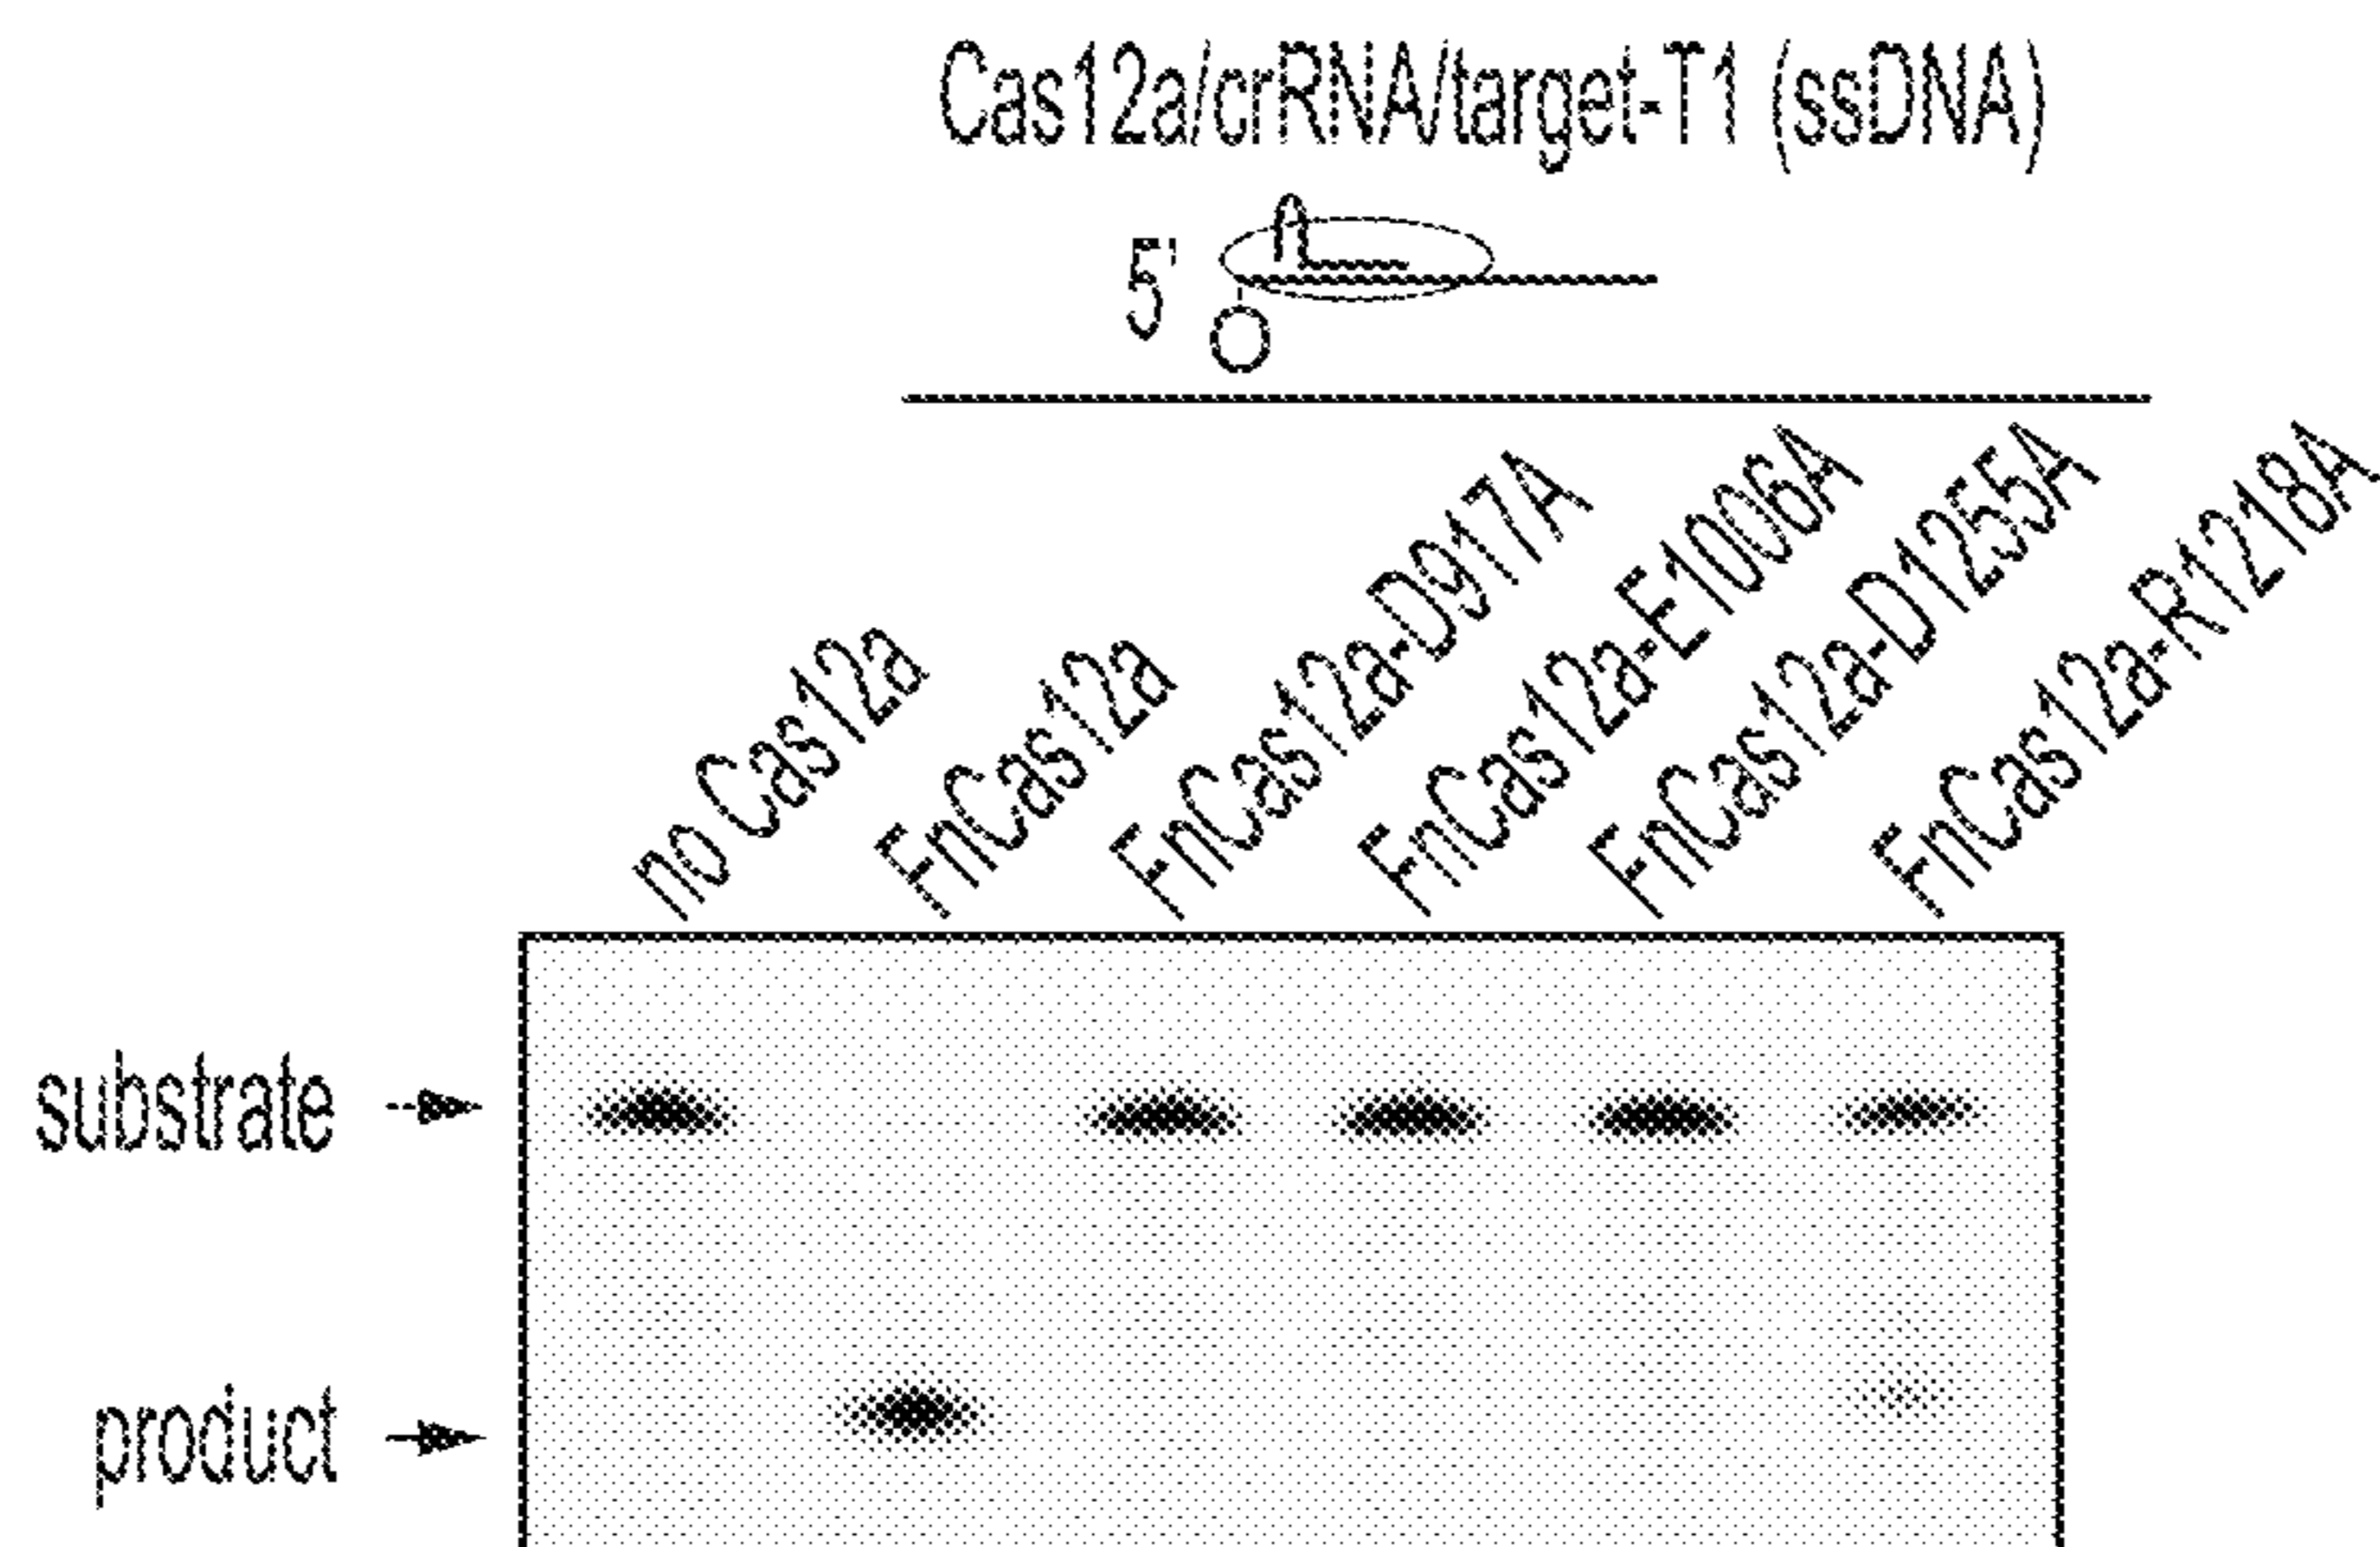 Cas12a/crRNA/target-T1 (ssDNA)
5'
no Cas12a
FnCas12a
FnCas12a-D917A
FnCas12a-E1006A
FnCas12a-D1255A
FnCas12a-R1218A
substrate
product